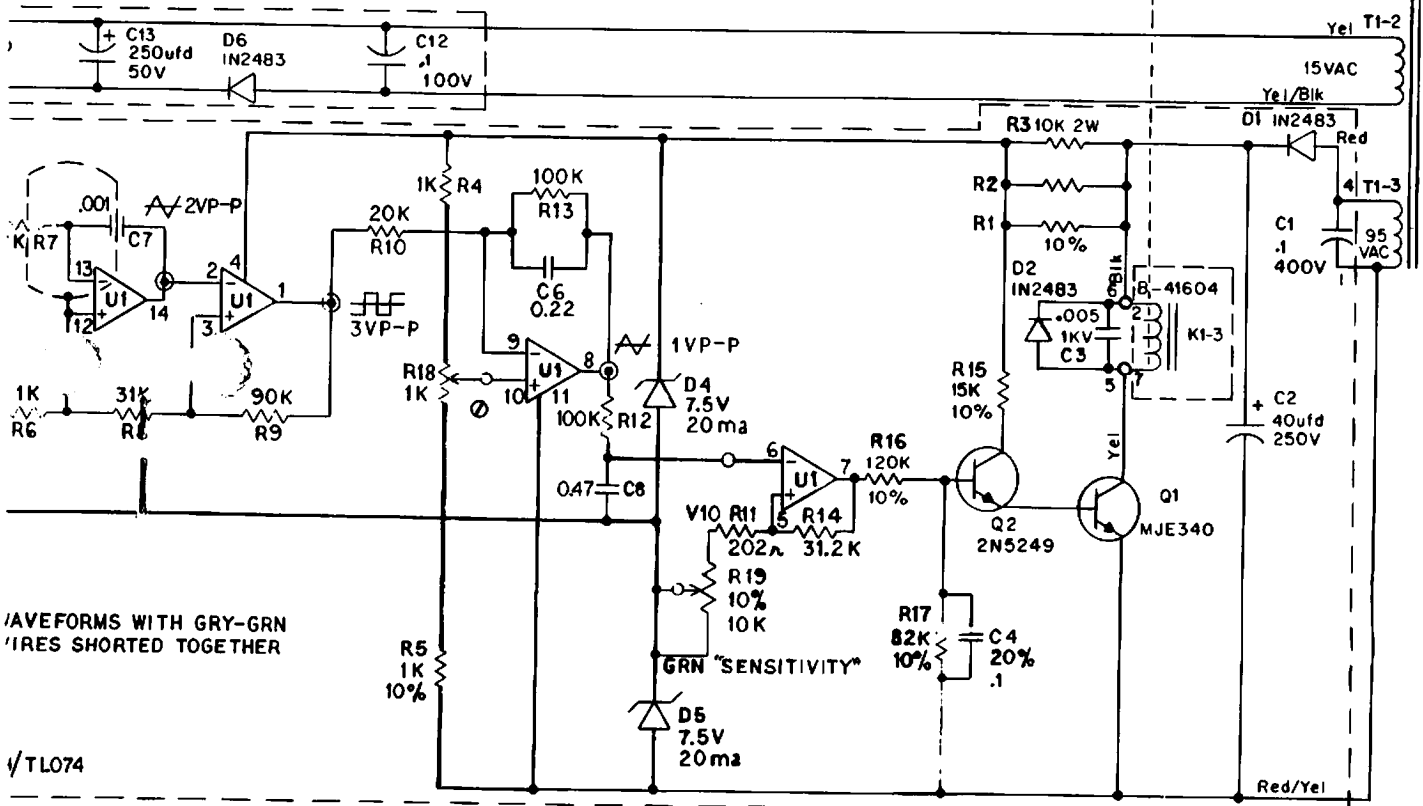 Yel T1-2
C13
250ufd
50V
D6
IN2483
C12
.1
100V
15VAC
Yel/Blk
D1 IN2483
Red
R3 10K 2W
R2
R1
10%
4 T1-3
C1
.1
400V
95
VAC
1K R4
100K
R13
C6
0.22
20K
R10
.001
C7
2VP-P
K R7
13
U1
12
14
2
4
U1
3
1
3VP-P
D2
IN2483
Blk
6
B-41604
2
K1-3
.005
1KV
C3
5
7
9
U1
10
11
8
1VP-P
R18
1K
D4
7.5V
20ma
R15
15K
10%
C2
40ufd
250V
1K
R6
31K
R8
90K
R9
100K
R12
0.47 C8
6
U1
5
7
R16
120K
10%
Yel
Q1
MJE340
Q2
2N5249
V10 R11
202
R14
31.2K
R19
10%
10K
GRN "SENSITIVITY"
R17
82K
10%
C4
20%
.1
AVEFORMS WITH GRY-GRN
IRES SHORTED TOGETHER
R5
1K
10%
D5
7.5V
20ma
/TL074
Red/Yel